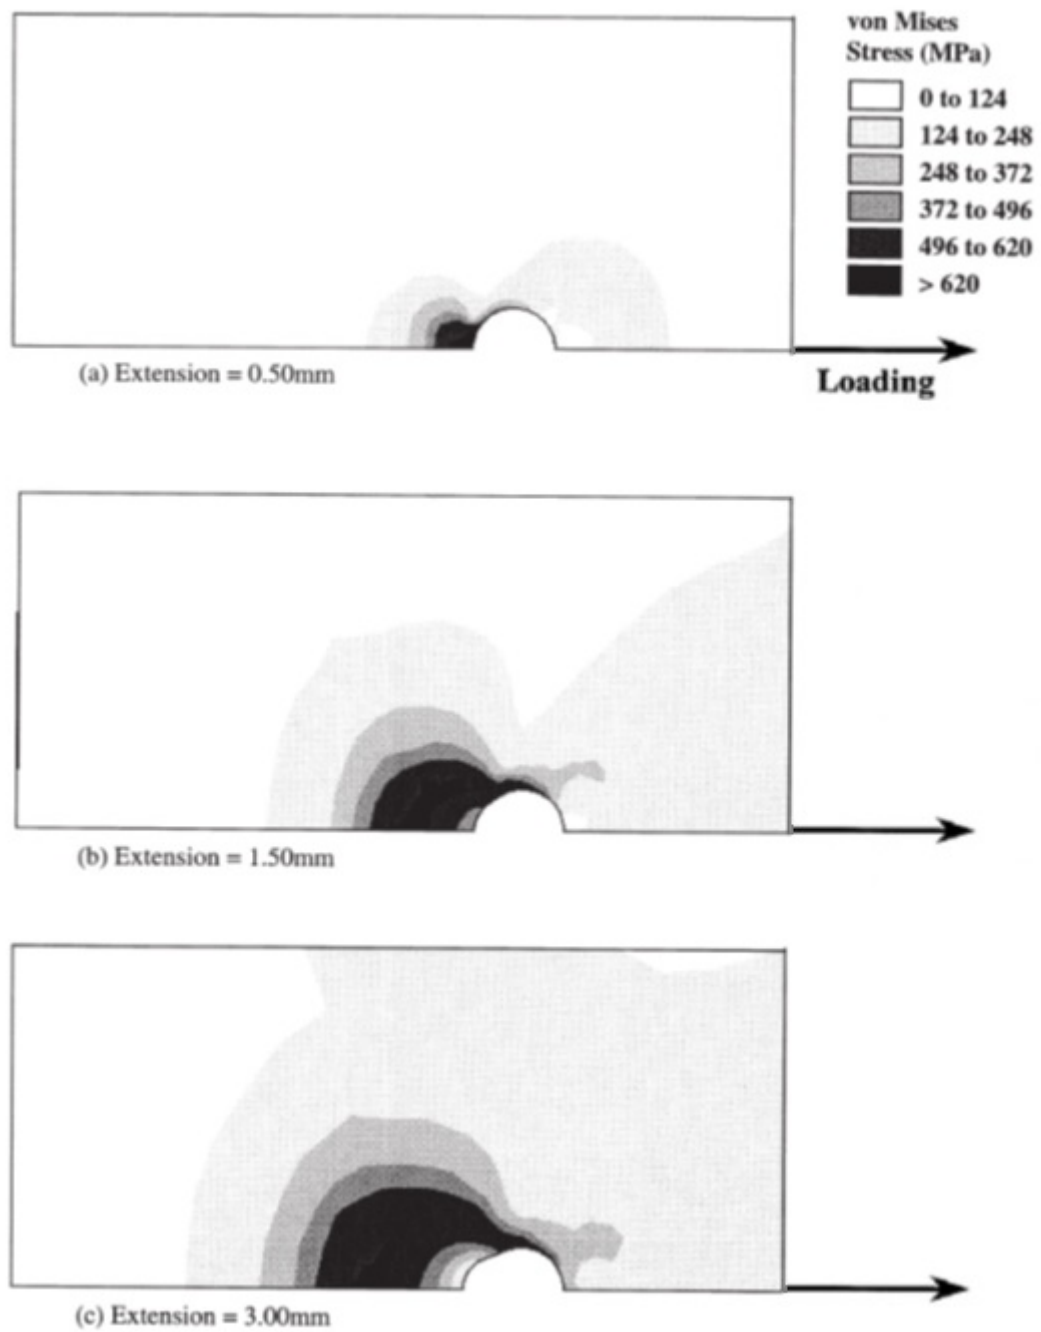 von Mises
Stress (MPa)
0 to 124
124 to 248
248 to 372
372 to 496
496 to 620
> 620
(a) Extension = 0.50mm
Loading
(b) Extension = 1.50mm
(c) Extension = 3.00mm